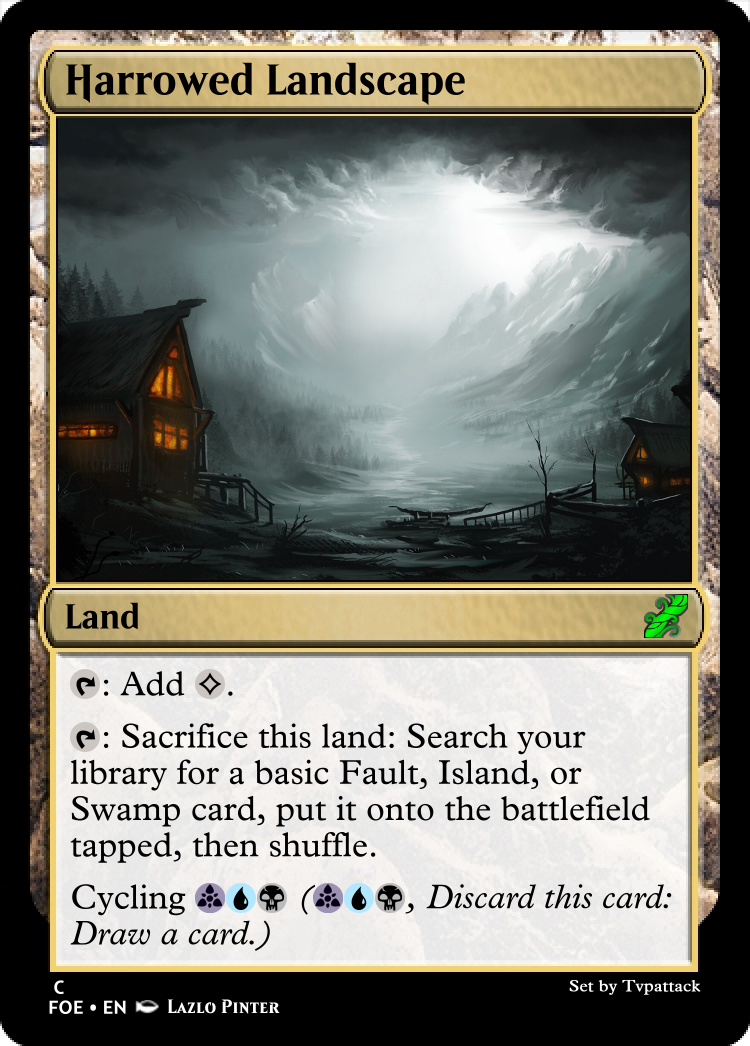 Harrowed Landscape
Land
: Add .
: Sacrifice this land: Search your
library for a basic Fault, Island, or
Swamp card, put it onto the battlefield
tapped, then shuffle.
Cycling (, Discard this card:
Draw a card.)
C
Set by Tvpattack
FOE • EN LAZLO PINTER